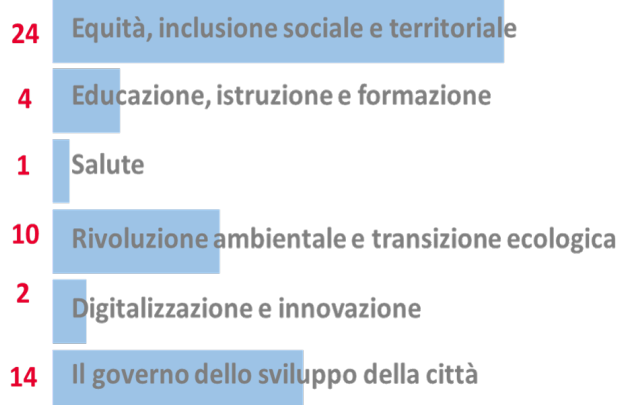 24 Equità, inclusione sociale e territoriale
4 Educazione, istruzione e formazione
1 Salute
10 Rivoluzione ambientale e transizione ecologica
2 Digitalizzazione e innovazione
14 Il governo dello sviluppo della città